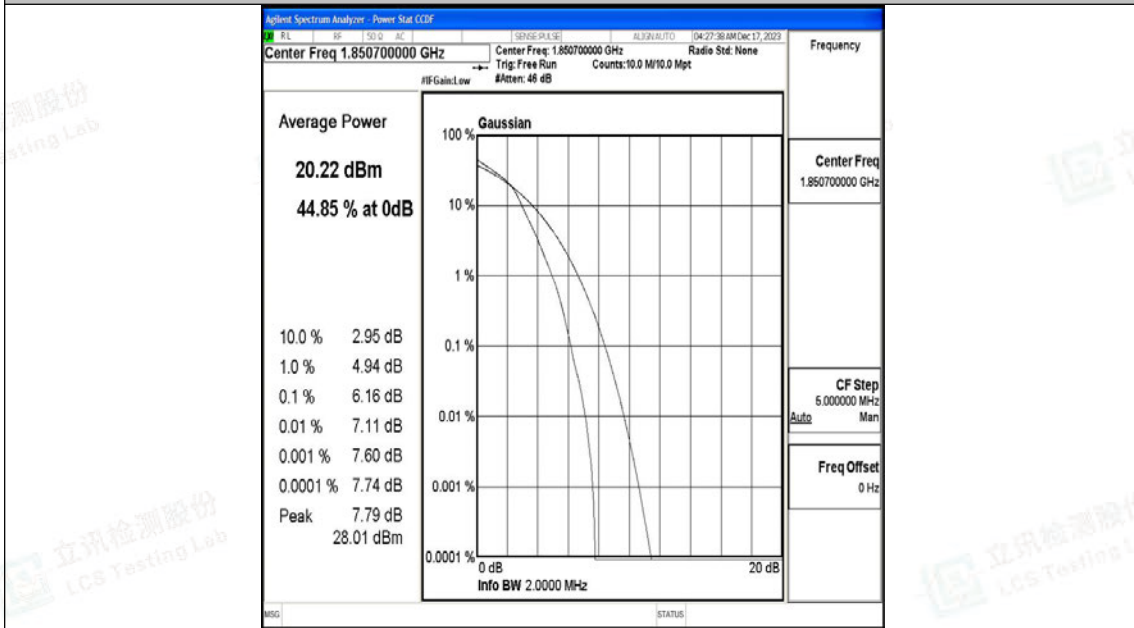 Agilent Spectrum Analyzer - Power Stat CCDF
RL RF 50 Ω AC SENSE:PULSE ALIGNAUTO 04:27:38 AM Dec 17, 2023
Center Freq 1.850700000 GHz
Center Freq: 1.850700000 GHz Radio Std: None
Trig: Free Run Counts:10.0 M/10.0 Mpt
#IFGain:Low #Atten: 46 dB
Frequency
Average Power
20.22 dBm
44.85 % at 0dB
10.0 % 2.95 dB
1.0 % 4.94 dB
0.1 % 6.16 dB
0.01 % 7.11 dB
0.001 % 7.60 dB
0.0001 % 7.74 dB
Peak 7.79 dB
28.01 dBm
Gaussian
100 %
10 %
1 %
0.1 %
0.01 %
0.001 %
0.0001 %
0 dB 20 dB
Info BW 2.0000 MHz
Center Freq
1.850700000 GHz
CF Step
5.000000 MHz
Auto Man
Freq Offset
0 Hz
MSG STATUS
立讯检测股份
LCS Testing Lab